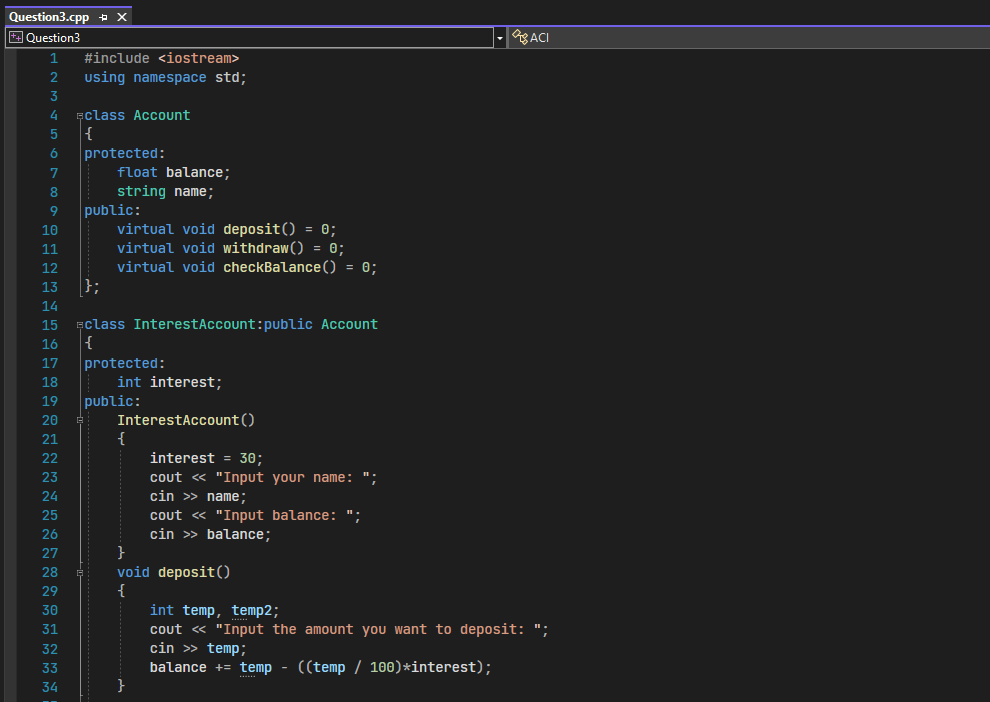 Question3.cpp
Question3
ACI
1 #include <iostream>
2 using namespace std;
3
4 class Account
5 {
6 protected:
7 float balance;
8 string name;
9 public:
10 virtual void deposit() = 0;
11 virtual void withdraw() = 0;
12 virtual void checkBalance() = 0;
13 };
14
15 class InterestAccount:public Account
16 {
17 protected:
18 int interest;
19 public:
20 InterestAccount()
21 {
22 interest = 30;
23 cout << "Input your name: ";
24 cin >> name;
25 cout << "Input balance: ";
26 cin >> balance;
27 }
28 void deposit()
29 {
30 int temp, temp2;
31 cout << "Input the amount you want to deposit: ";
32 cin >> temp;
33 balance += temp - ((temp / 100)*interest);
34 }